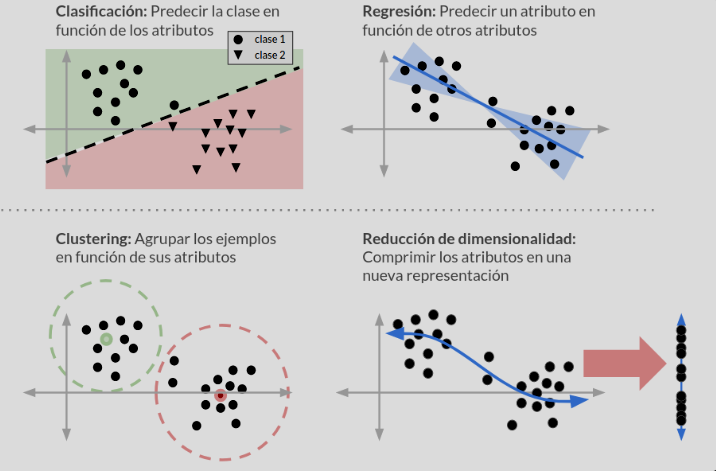 Clasificación: Predecir la clase en
función de los atributos
clase 1
clase 2
Regresión: Predecir un atributo en
función de otros atributos
Clustering: Agrupar los ejemplos
en función de sus atributos
Reducción de dimensionalidad:
Comprimir los atributos en una
nueva representación